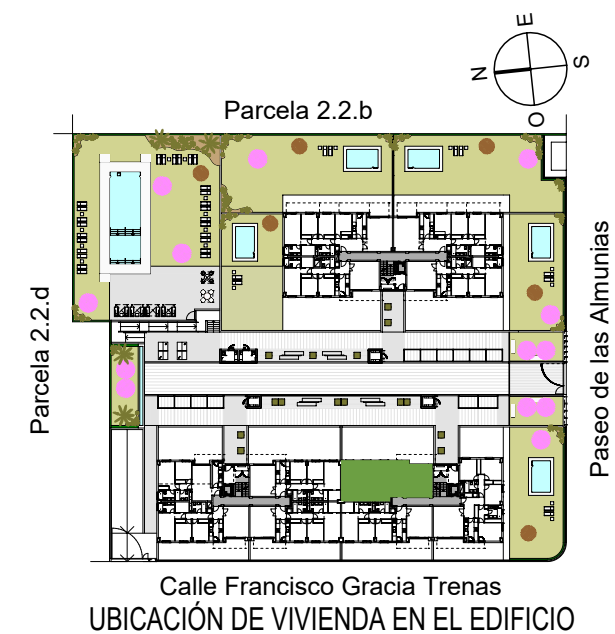 E
N
S
O
Parcela 2.2.b
Parcela 2.2.d
Paseo de las Almunias
Calle Francisco Gracia Trenas
UBICACIÓN DE VIVIENDA EN EL EDIFICIO